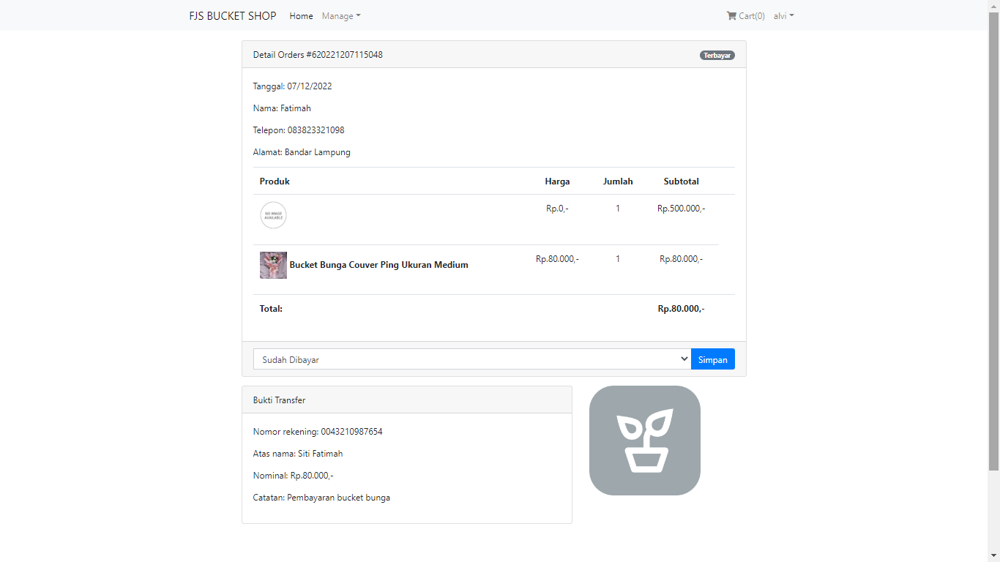 FJS BUCKET SHOP Home Manage Cart(0) alvi
Detail Orders #620221207115048 Terbayar
Tanggal: 07/12/2022
Nama: Fatimah
Telepon: 083823321098
Alamat: Bandar Lampung
Produk Harga Jumlah Subtotal
NO IMAGE
AVAILABLE
Rp.0,- 1 Rp.500.000,-
Bucket Bunga Couver Ping Ukuran Medium Rp.80.000,- 1 Rp.80.000,-
Total: Rp.80.000,-
Sudah Dibayar Simpan
Bukti Transfer
Nomor rekening: 0043210987654
Atas nama: Siti Fatimah
Nominal: Rp.80.000,-
Catatan: Pembayaran bucket bunga